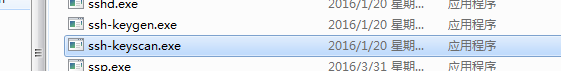 sshd.exe 2016/1/20 星期... 应用程序
ssh-keygen.exe 2016/1/20 星期... 应用程序
ssh-keyscan.exe 2016/1/20 星期... 应用程序
ssp.exe 2016/3/31 星期... 应用程序